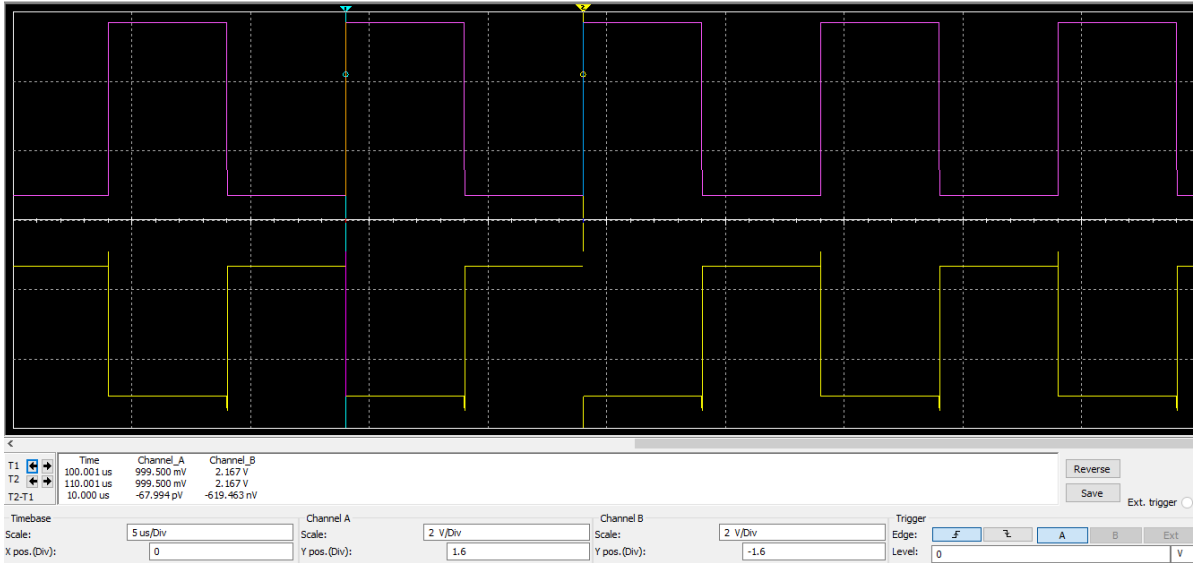 1 2
<
Time Channel_A Channel_B
T1 100.001 us 999.500 mV 2.167 V
T2 110.001 us 999.500 mV 2.167 V
T2-T1 10.000 us -67.994 pV -619.463 nV
Reverse
Save
Ext. trigger
Timebase
Scale: 5 us/Div
X pos.(Div): 0
Channel A
Scale: 2 V/Div
Y pos.(Div): 1.6
Channel B
Scale: 2 V/Div
Y pos.(Div): -1.6
Trigger
Edge: A B Ext
Level: 0 V